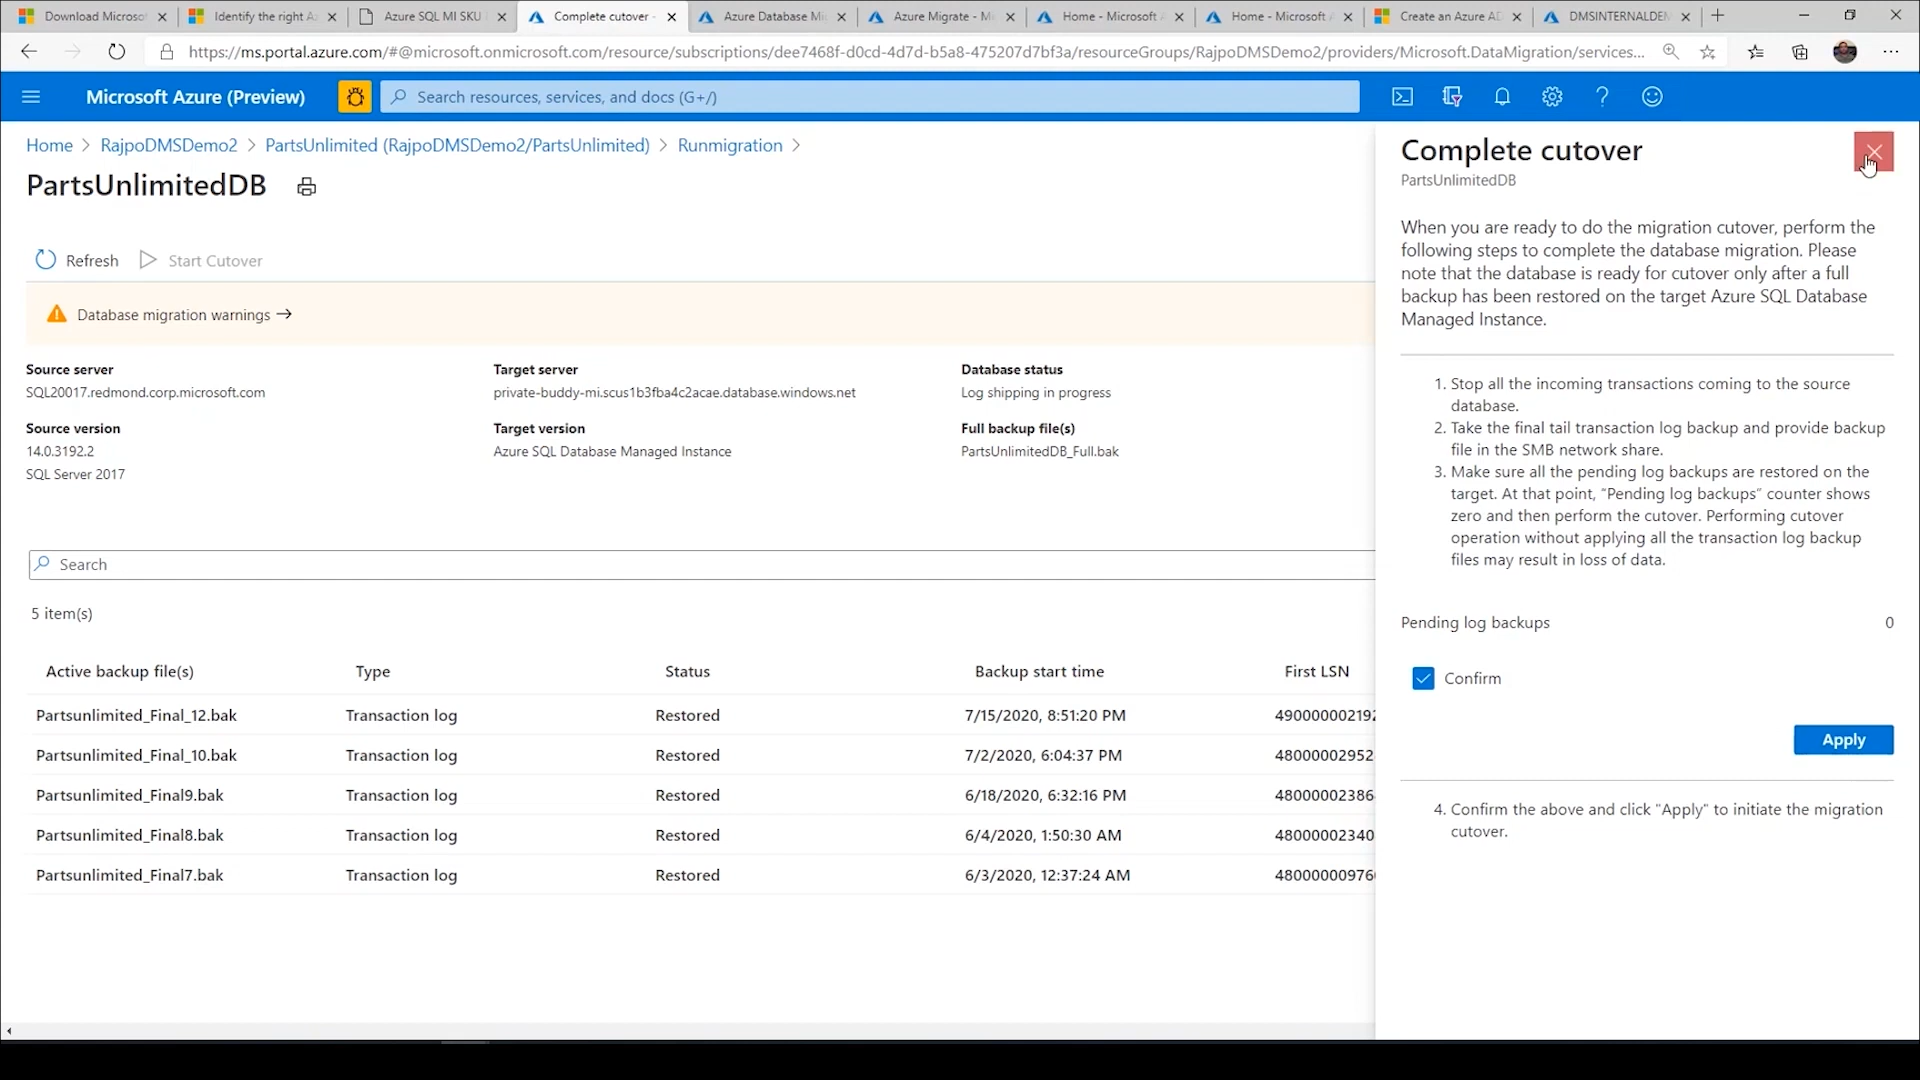 Download Microso
Identify the right A
Azure SQL MI SKU
Complete cutover -
Azure Database Mi
Azure Migrate - Mi
Home - Microsoft A
Home - Microsoft A
Create an Azure AD
DMSINTERNALDEM
https://ms.portal.azure.com/#@microsoft.onmicrosoft.com/resource/subscriptions/dee7468f-d0cd-4d7d-b5a8-475207d7bf3a/resourceGroups/RajpoDMSDemo2/providers/Microsoft.DataMigration/services...
Microsoft Azure (Preview)
Search resources, services, and docs (G+/)
Home > RajpoDMSDemo2 > PartsUnlimited (RajpoDMSDemo2/PartsUnlimited) > Runmigration >
PartsUnlimitedDB
Refresh
Start Cutover
Database migration warnings →
Source server
SQL20017.redmond.corp.microsoft.com
Target server
private-buddy-mi.scus1b3fba4c2acae.database.windows.net
Database status
Log shipping in progress
Source version
14.0.3192.2
SQL Server 2017
Target version
Azure SQL Database Managed Instance
Full backup file(s)
PartsUnlimitedDB_Full.bak
Search
5 item(s)
Active backup file(s) Type Status Backup start time First LSN
Partsunlimited_Final_12.bak Transaction log Restored 7/15/2020, 8:51:20 PM 490000002192
Partsunlimited_Final_10.bak Transaction log Restored 7/2/2020, 6:04:37 PM 48000002952
Partsunlimited_Final9.bak Transaction log Restored 6/18/2020, 6:32:16 PM 48000002386
Partsunlimited_Final8.bak Transaction log Restored 6/4/2020, 1:50:30 AM 48000002340
Partsunlimited_Final7.bak Transaction log Restored 6/3/2020, 12:37:24 AM 48000000976
Complete cutover
PartsUnlimitedDB
When you are ready to do the migration cutover, perform the
following steps to complete the database migration. Please
note that the database is ready for cutover only after a full
backup has been restored on the target Azure SQL Database
Managed Instance.
1. Stop all the incoming transactions coming to the source
database.
2. Take the final tail transaction log backup and provide backup
file in the SMB network share.
3. Make sure all the pending log backups are restored on the
target. At that point, "Pending log backups" counter shows
zero and then perform the cutover. Performing cutover
operation without applying all the transaction log backup
files may result in loss of data.
Pending log backups 0
Confirm
Apply
4. Confirm the above and click "Apply" to initiate the migration
cutover.